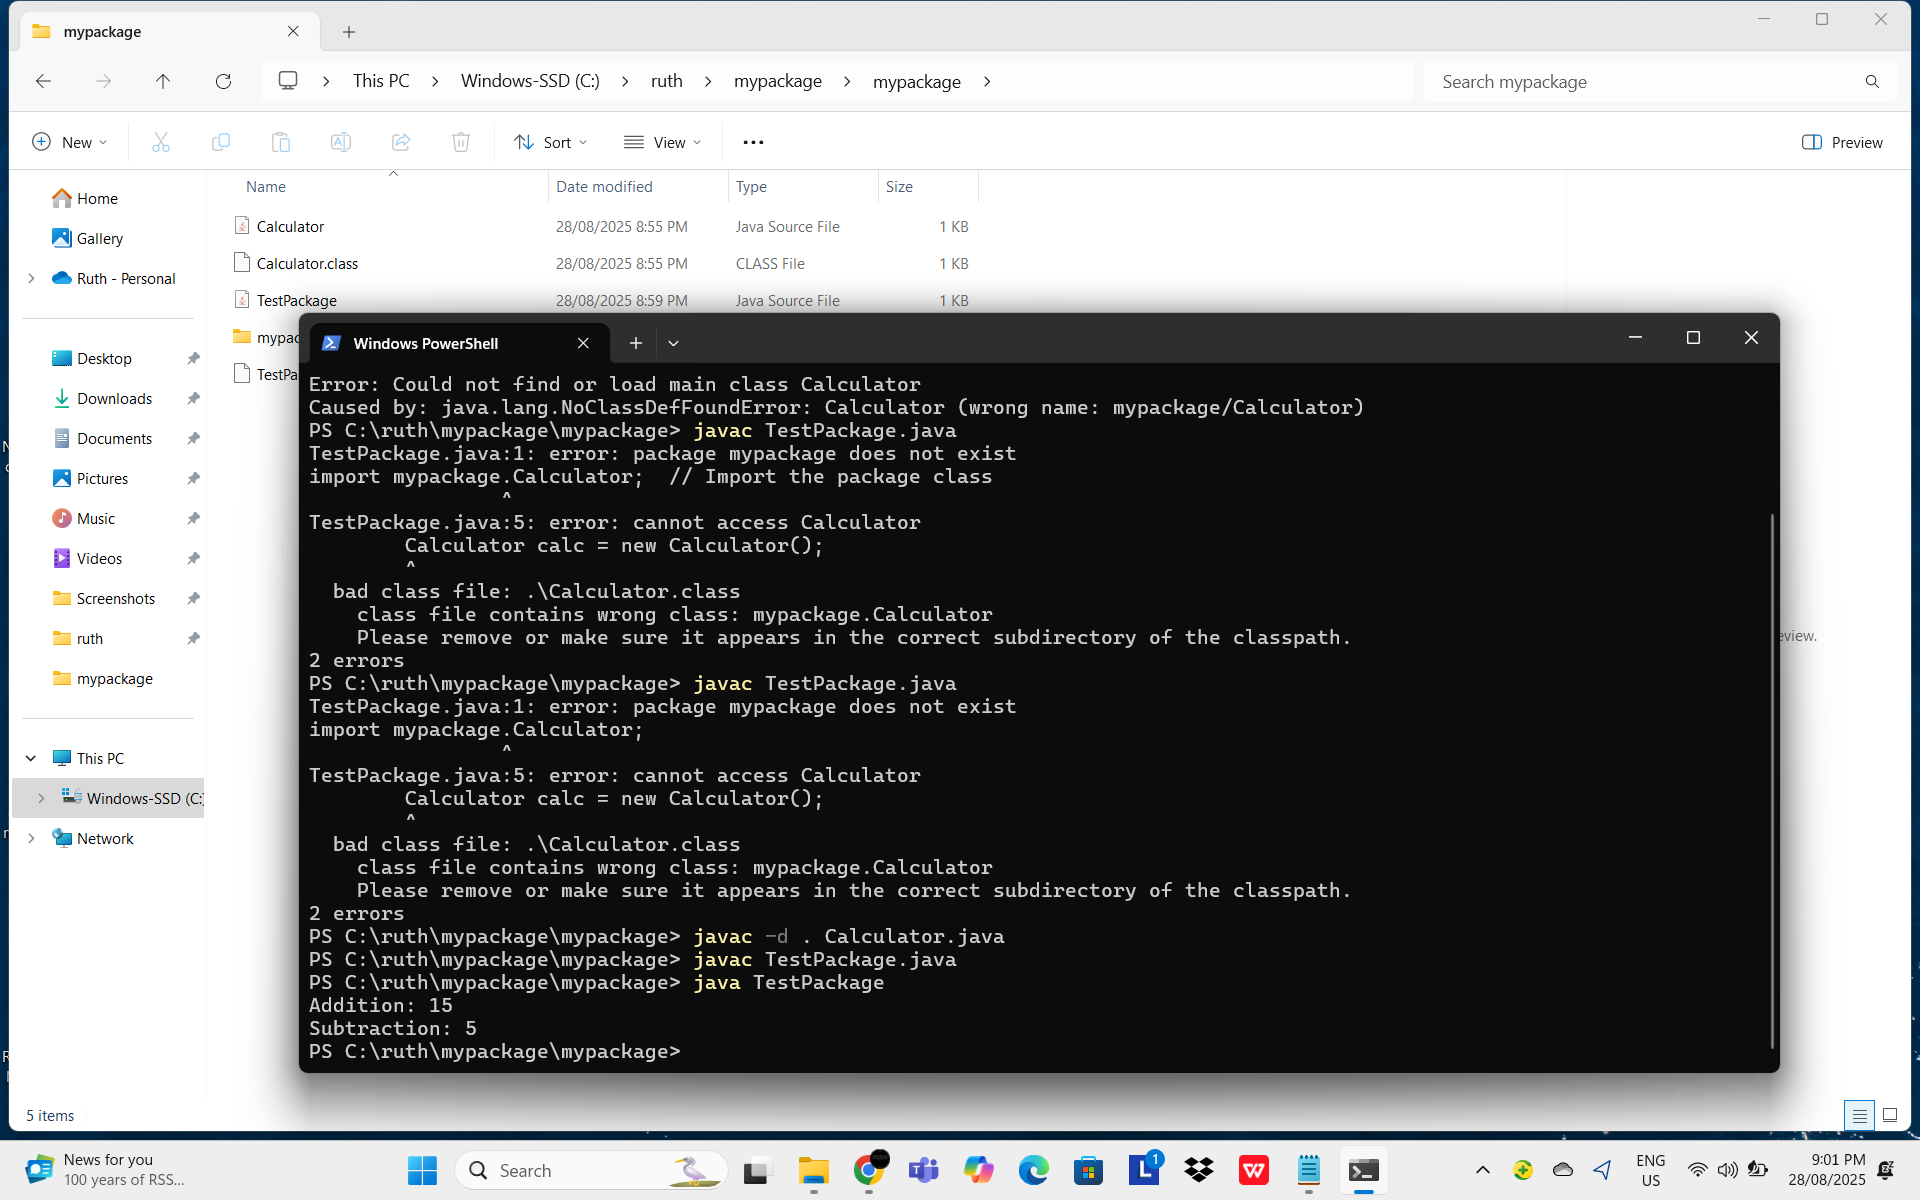 mypackage
This PC > Windows-SSD (C:) > ruth > mypackage > mypackage >
Search mypackage
New
Sort
View
Preview
Name Date modified Type Size
Calculator 28/08/2025 8:55 PM Java Source File 1 KB
Calculator.class 28/08/2025 8:55 PM CLASS File 1 KB
TestPackage 28/08/2025 8:59 PM Java Source File 1 KB
mypac
TestPa
Home
Gallery
Ruth - Personal
Desktop
Downloads
Documents
Pictures
Music
Videos
Screenshots
ruth
mypackage
This PC
Windows-SSD (C:)
Network
5 items
eview.
Windows PowerShell
Error: Could not find or load main class Calculator
Caused by: java.lang.NoClassDefFoundError: Calculator (wrong name: mypackage/Calculator)
PS C:\ruth\mypackage\mypackage> javac TestPackage.java
TestPackage.java:1: error: package mypackage does not exist
import mypackage.Calculator;  // Import the package class
^
TestPackage.java:5: error: cannot access Calculator
Calculator calc = new Calculator();
^
bad class file: .\Calculator.class
class file contains wrong class: mypackage.Calculator
Please remove or make sure it appears in the correct subdirectory of the classpath.
2 errors
PS C:\ruth\mypackage\mypackage> javac TestPackage.java
TestPackage.java:1: error: package mypackage does not exist
import mypackage.Calculator;
^
TestPackage.java:5: error: cannot access Calculator
Calculator calc = new Calculator();
^
bad class file: .\Calculator.class
class file contains wrong class: mypackage.Calculator
Please remove or make sure it appears in the correct subdirectory of the classpath.
2 errors
PS C:\ruth\mypackage\mypackage> javac -d . Calculator.java
PS C:\ruth\mypackage\mypackage> javac TestPackage.java
PS C:\ruth\mypackage\mypackage> java TestPackage
Addition: 15
Subtraction: 5
PS C:\ruth\mypackage\mypackage>
News for you
100 years of RSS...
Search
1
ENG
US
9:01 PM
28/08/2025